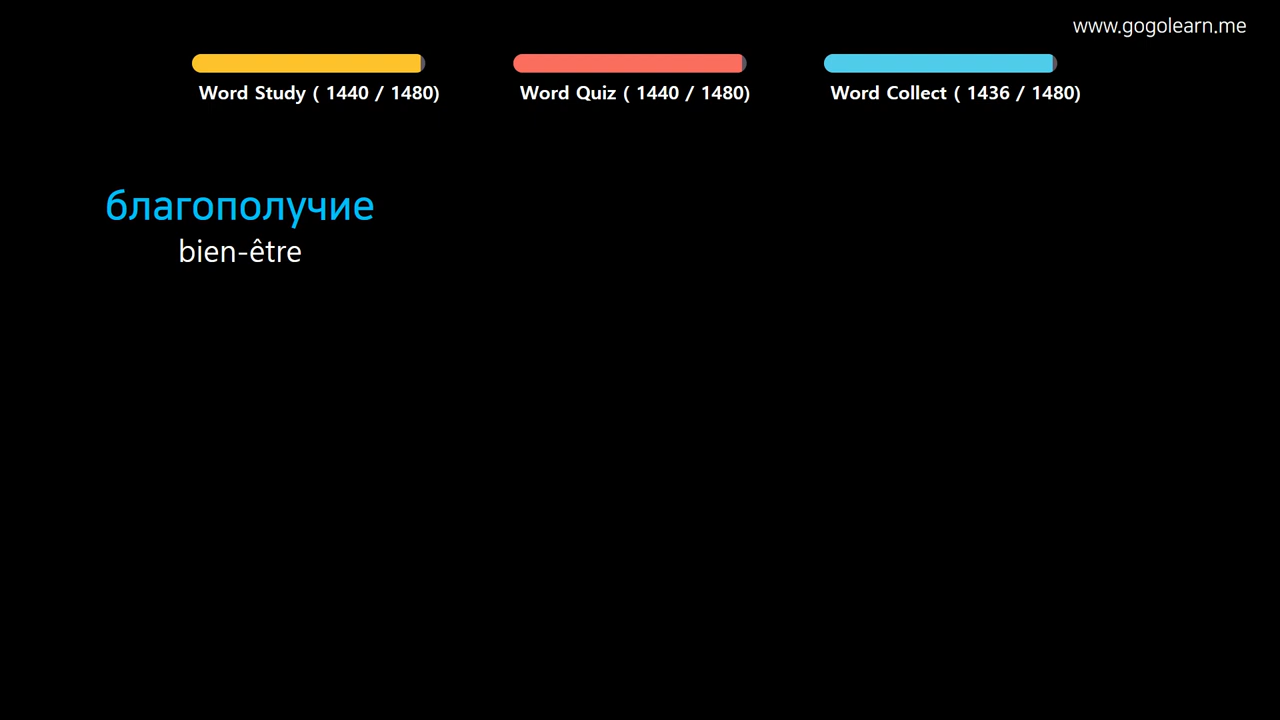 www.gogolearn.me
Word Study ( 1440 / 1480)
Word Quiz ( 1440 / 1480)
Word Collect ( 1436 / 1480)
благополучие
bien-être